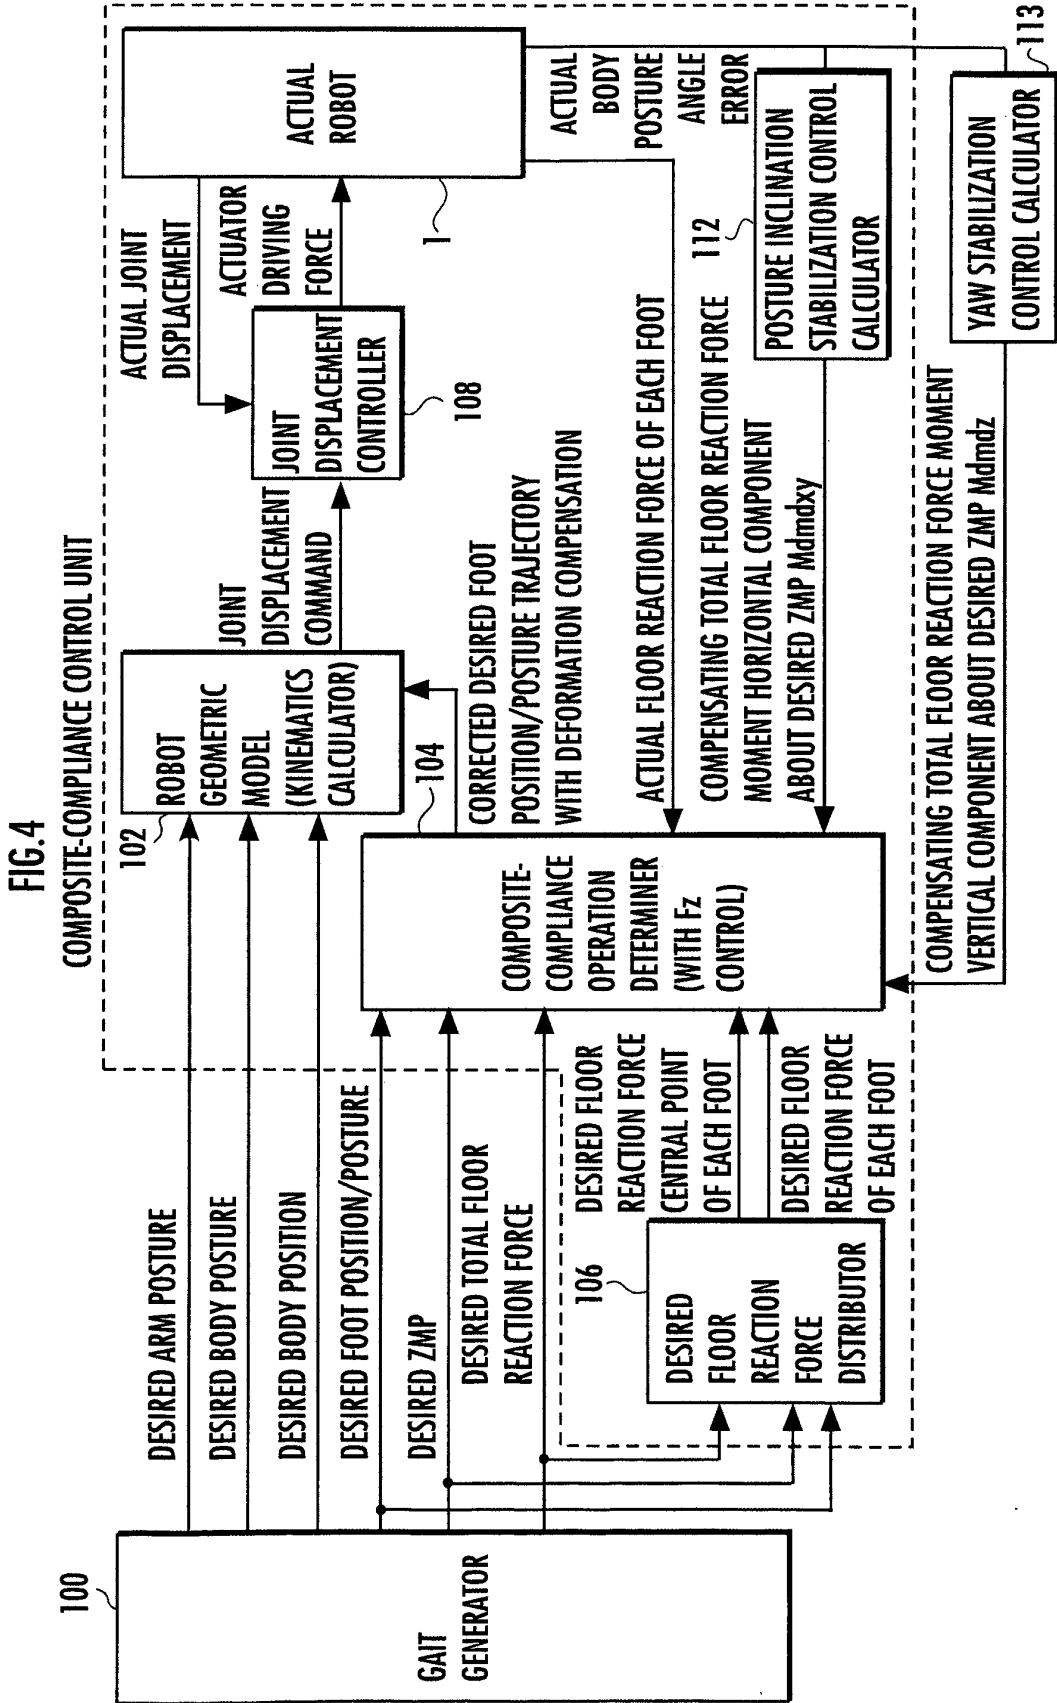 FIG.4
COMPOSITE-COMPLIANCE CONTROL UNIT
100
GAIT
GENERATOR
DESIRED ARM POSTURE
DESIRED BODY POSTURE
DESIRED BODY POSITION
DESIRED FOOT POSITION/POSTURE
DESIRED ZMP
DESIRED TOTAL FLOOR
REACTION FORCE
106
DESIRED
FLOOR
REACTION
FORCE
DISTRIBUTOR
DESIRED FLOOR
REACTION FORCE
CENTRAL POINT
OF EACH FOOT
DESIRED FLOOR
REACTION FORCE
OF EACH FOOT
102
ROBOT
GEOMETRIC
MODEL
(KINEMATICS
CALCULATOR)
104
COMPOSITE-
COMPLIANCE
OPERATION
DETERMINER
(WITH Fz
CONTROL)
CORRECTED DESIRED FOOT
POSITION/POSTURE TRAJECTORY
WITH DEFORMATION COMPENSATION
JOINT
DISPLACEMENT
COMMAND
JOINT
DISPLACEMENT
CONTROLLER
108
ACTUAL JOINT
DISPLACEMENT
ACTUATOR
DRIVING
FORCE
ACTUAL
ROBOT
1
ACTUAL FLOOR REACTION FORCE OF EACH FOOT
COMPENSATING TOTAL FLOOR REACTION FORCE
MOMENT HORIZONTAL COMPONENT
ABOUT DESIRED ZMP Mdmdxy
112
POSTURE INCLINATION
STABILIZATION CONTROL
CALCULATOR
ACTUAL
BODY
POSTURE
ANGLE
ERROR
COMPENSATING TOTAL FLOOR REACTION FORCE MOMENT
VERTICAL COMPONENT ABOUT DESIRED ZMP Mdmdz
YAW STABILIZATION
CONTROL CALCULATOR
113